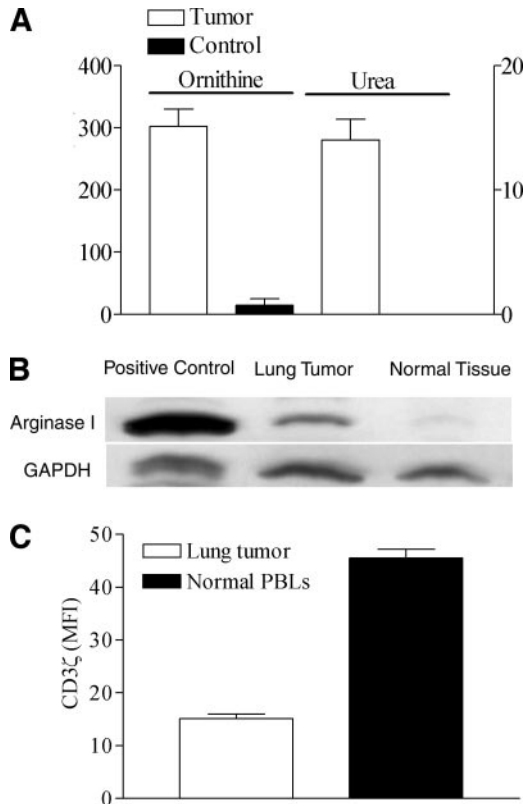 A
Tumor
Control
Ornithine
Urea
400
300
200
100
0
20
10
0
B
Positive Control Lung Tumor Normal Tissue
Arginase I
GAPDH
C
Lung tumor
Normal PBLs
CD3ζ (MFI)
50
40
30
20
10
0